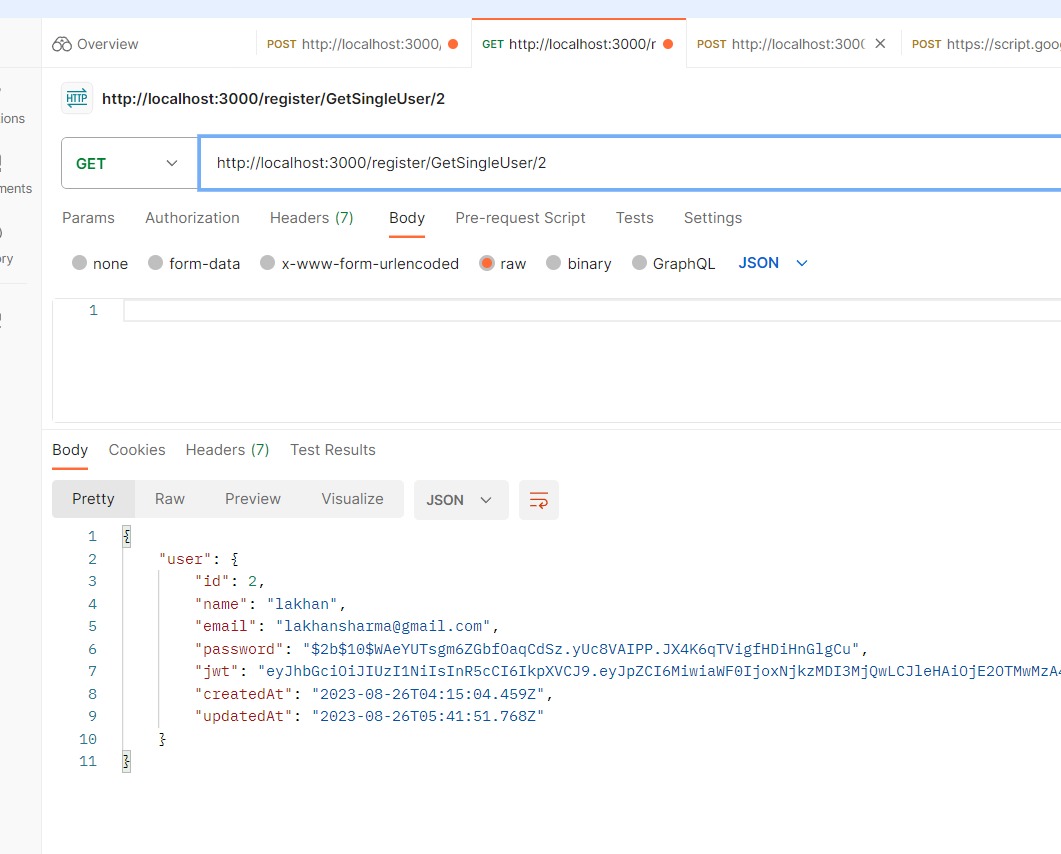 Overview
POST http://localhost:3000/
GET http://localhost:3000/r
POST http://localhost:300
POST https://script.goo
HTTP http://localhost:3000/register/GetSingleUser/2
ions
GET http://localhost:3000/register/GetSingleUser/2
ments
Params Authorization Headers (7) Body Pre-request Script Tests Settings
ry
none form-data x-www-form-urlencoded raw binary GraphQL JSON
1
Body Cookies Headers (7) Test Results
Pretty Raw Preview Visualize JSON
1 {
2 "user": {
3 "id": 2,
4 "name": "lakhan",
5 "email": "lakhansharma@gmail.com",
6 "password": "$2b$10$WAeYUTsgm6ZGbfOaqCdSz.yUc8VAIPP.JX4K6qTVigfHDiHnGlgCu",
7 "jwt": "eyJhbGciOiJIUzI1NiIsInR5cCI6IkpXVCJ9.eyJpZCI6MiwiaWF0IjoxNjkzMDI3MjQwLCJleHAiOjE2OTMwMzA4
8 "createdAt": "2023-08-26T04:15:04.459Z",
9 "updatedAt": "2023-08-26T05:41:51.768Z"
10 }
11 }